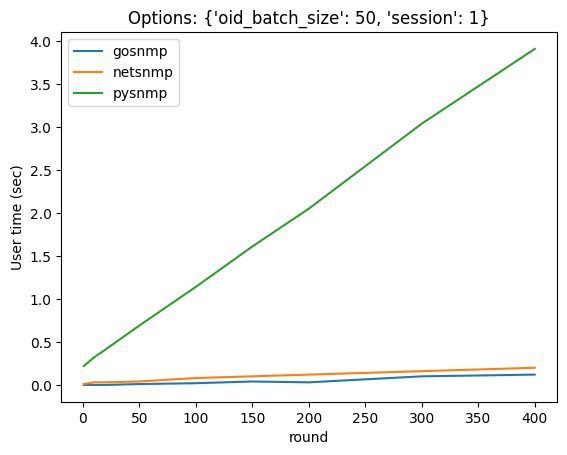 Options: {'oid_batch_size': 50, 'session': 1}
gosnmp
netsnmp
pysnmp
User time (sec)
4.0
3.5
3.0
2.5
2.0
1.5
1.0
0.5
0.0
0 50 100 150 200 250 300 350 400
round